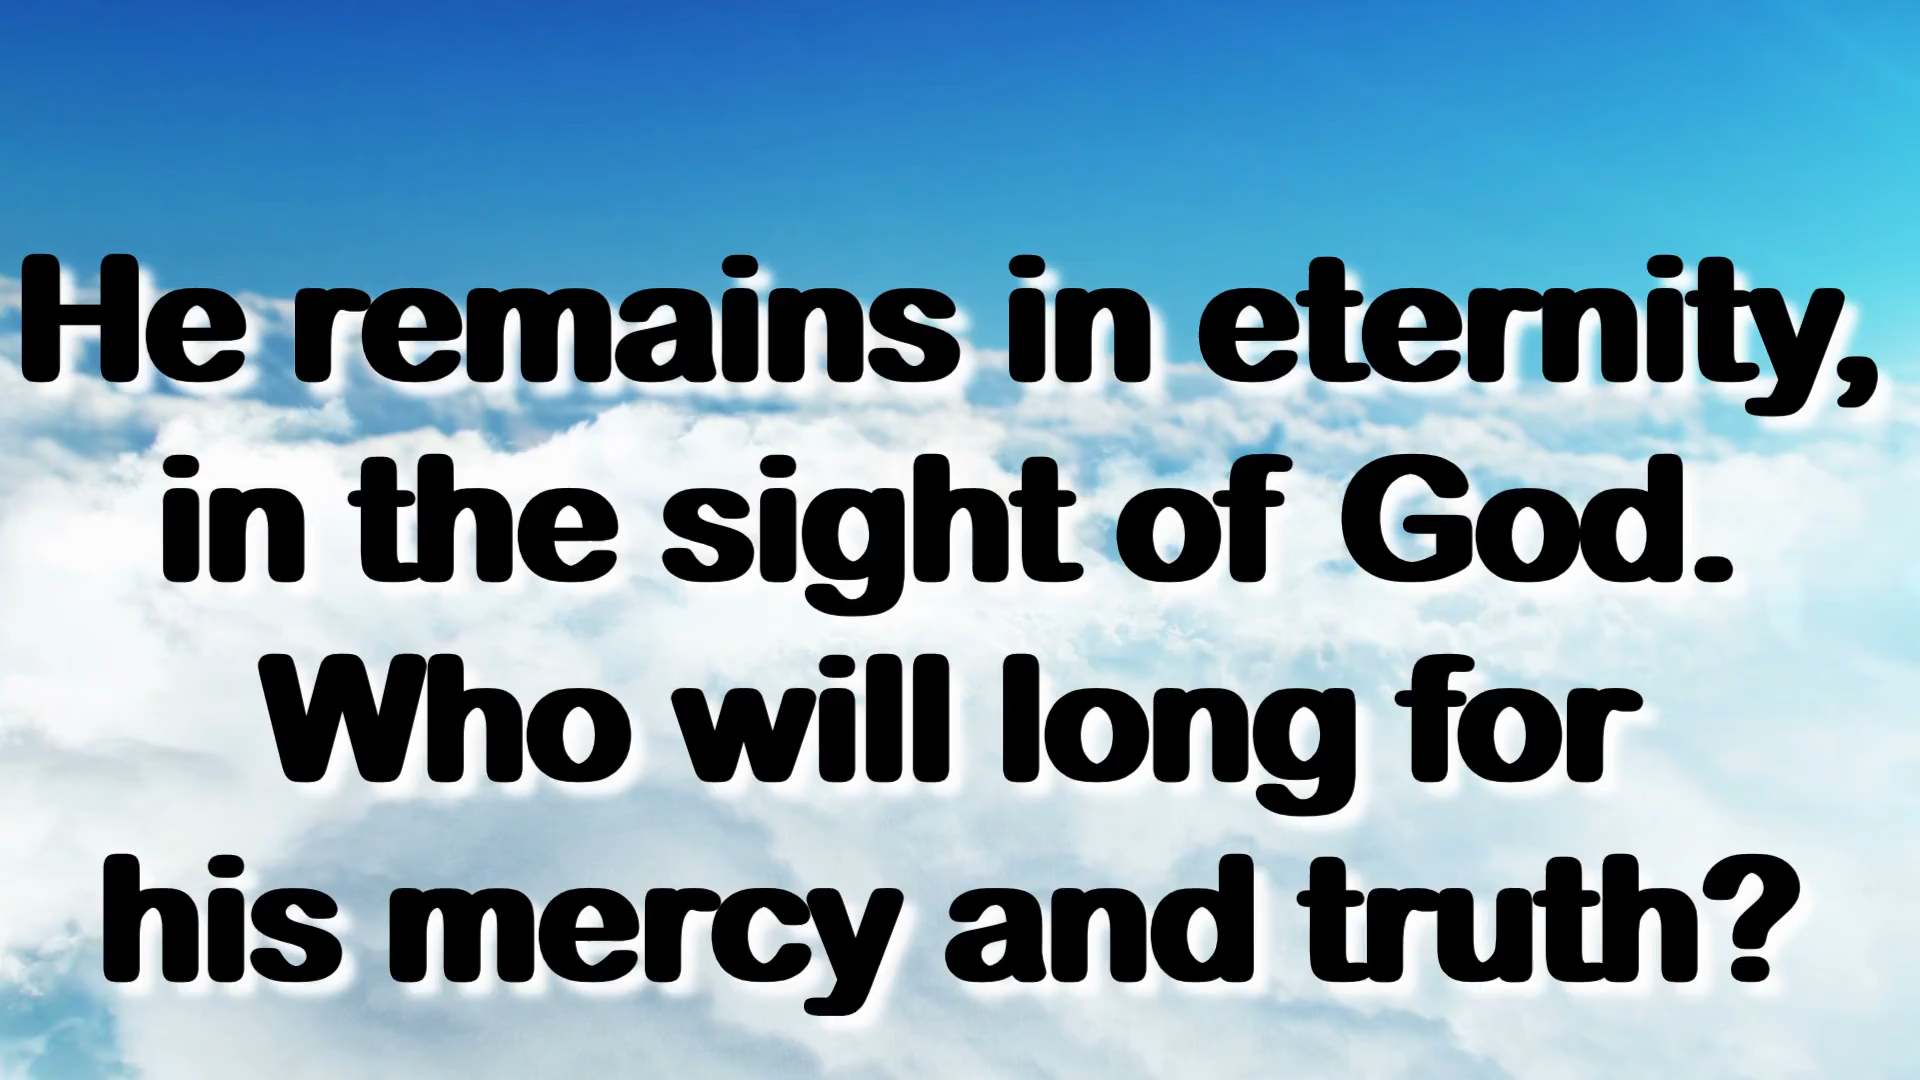 He remains in eternity,
in the sight of God.
Who will long for
his mercy and truth?